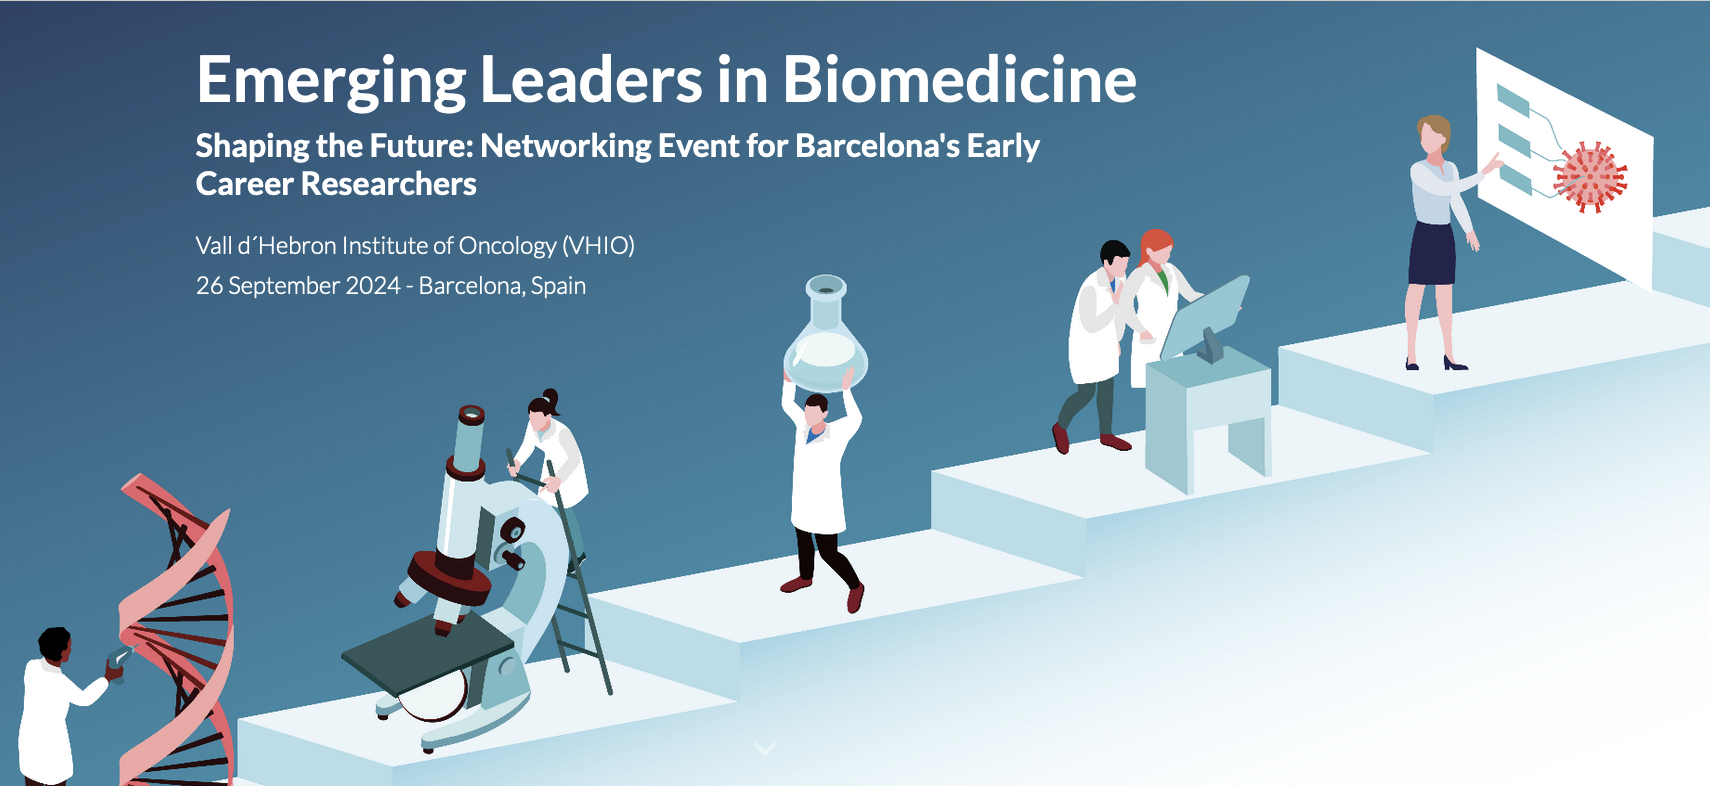 Emerging Leaders in Biomedicine
Shaping the Future: Networking Event for Barcelona's Early
Career Researchers
Vall d´Hebron Institute of Oncology (VHIO)
26 September 2024 - Barcelona, Spain